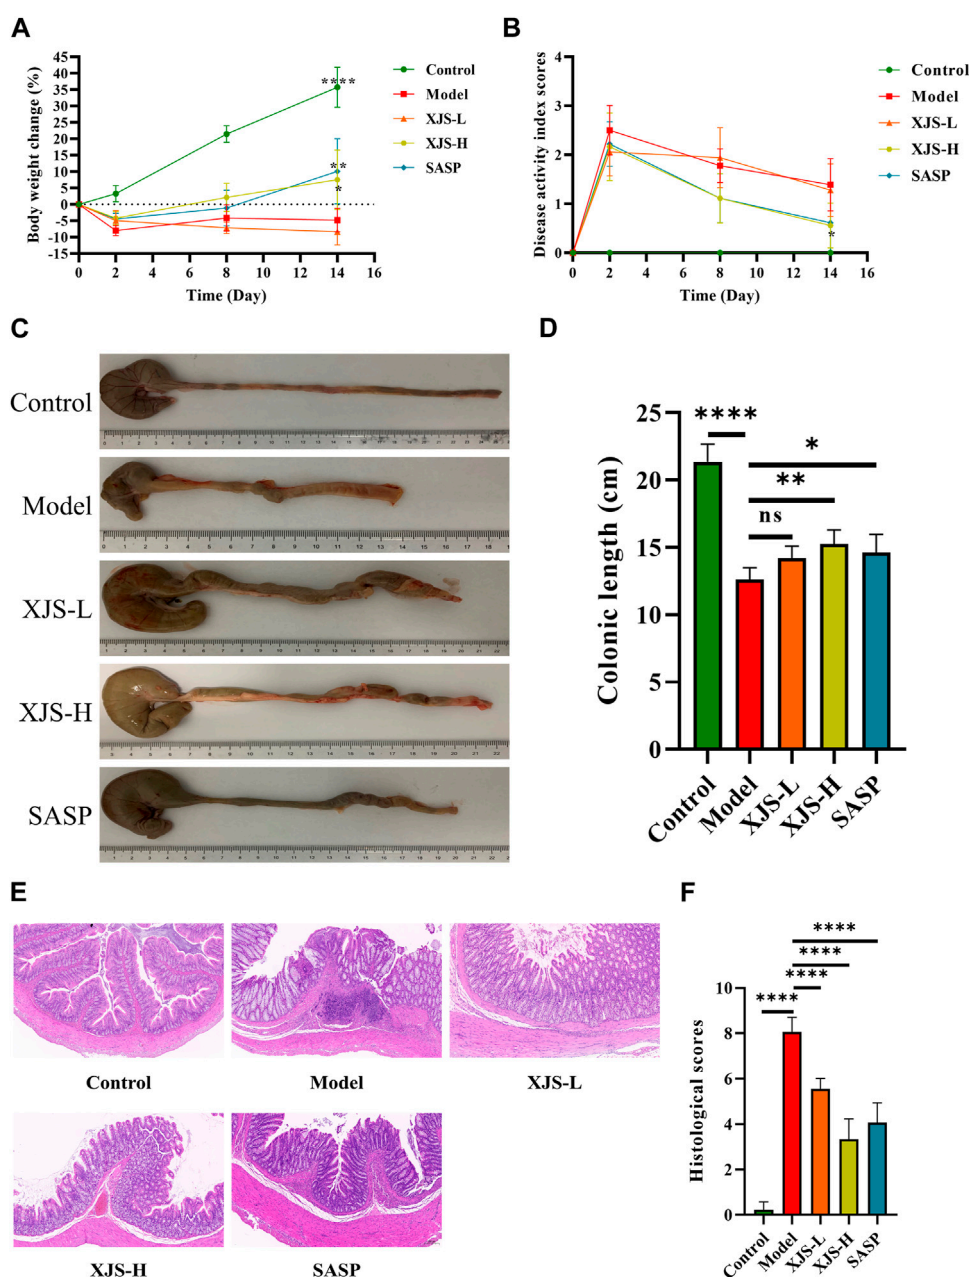 A
45
40
35
30
25
20
15
10
5
0
-5
-10
-15
Body weight change (%)
0 2 4 6 8 10 12 14 16
Time (Day)
****
**
*
Control
Model
XJS-L
XJS-H
SASP
B
4
3
2
1
0
Disease activity index scores
0 2 4 6 8 10 12 14 16
Time (Day)
*
Control
Model
XJS-L
XJS-H
SASP
C
Control
Model
XJS-L
XJS-H
SASP
D
25
20
15
10
5
0
Colonic length (cm)
****
*
**
ns
Control
Model
XJS-L
XJS-H
SASP
E
Control
Model
XJS-L
XJS-H
SASP
F
****
****
****
****
10
8
6
4
2
0
Histological scores
Control
Model
XJS-L
XJS-H
SASP